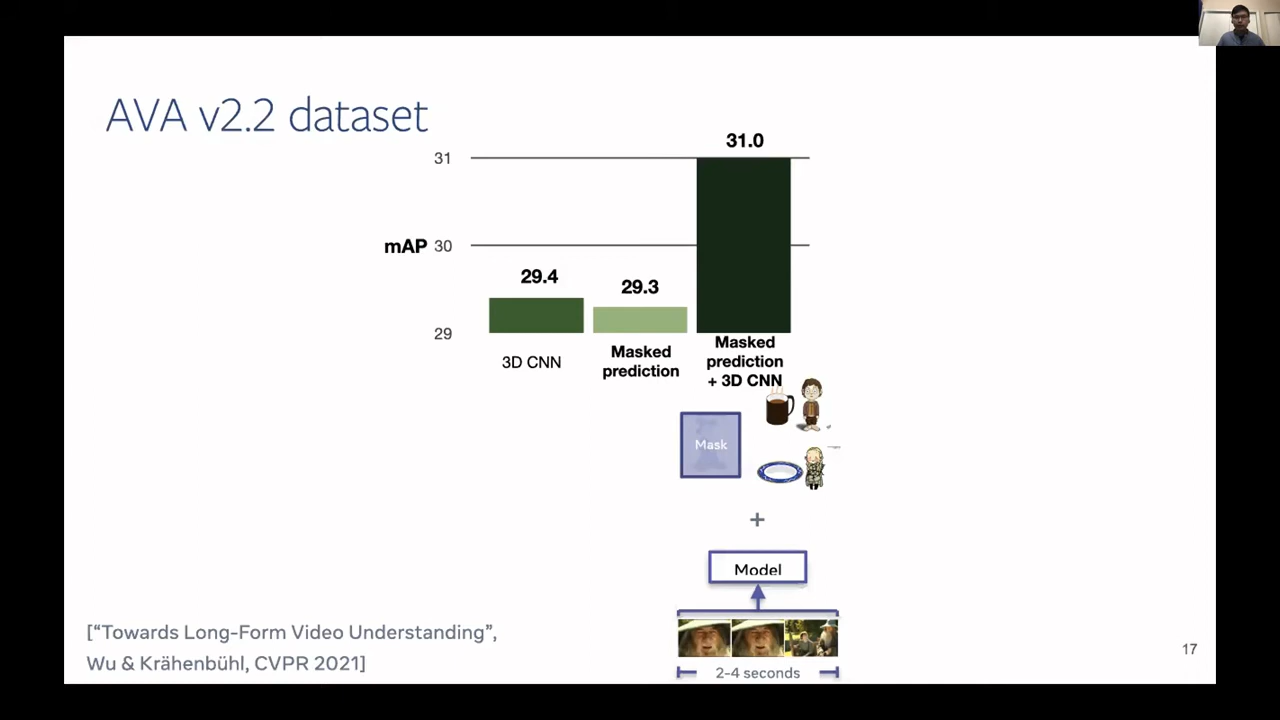 AVA v2.2 dataset
31.0
31
mAP 30
29.4
29.3
29
3D CNN
Masked
prediction
Masked
prediction
+ 3D CNN
Mask
+
Model
["Towards Long-Form Video Understanding",
Wu & Krähenbühl, CVPR 2021]
2-4 seconds
17